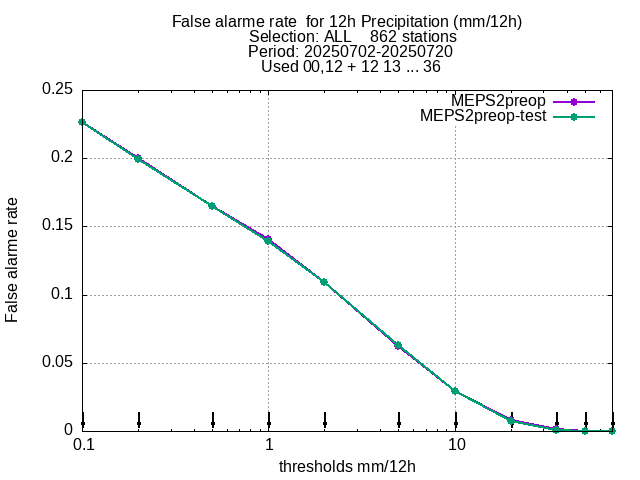 False alarme rate  for 12h Precipitation (mm/12h)
Selection: ALL    862 stations
Period: 20250702-20250720
Used 00,12 + 12 13 ... 36
MEPS2preop
MEPS2preop-test
0.25
0.2
0.15
0.1
0.05
0
False alarme rate
0.1 1 10
thresholds mm/12h